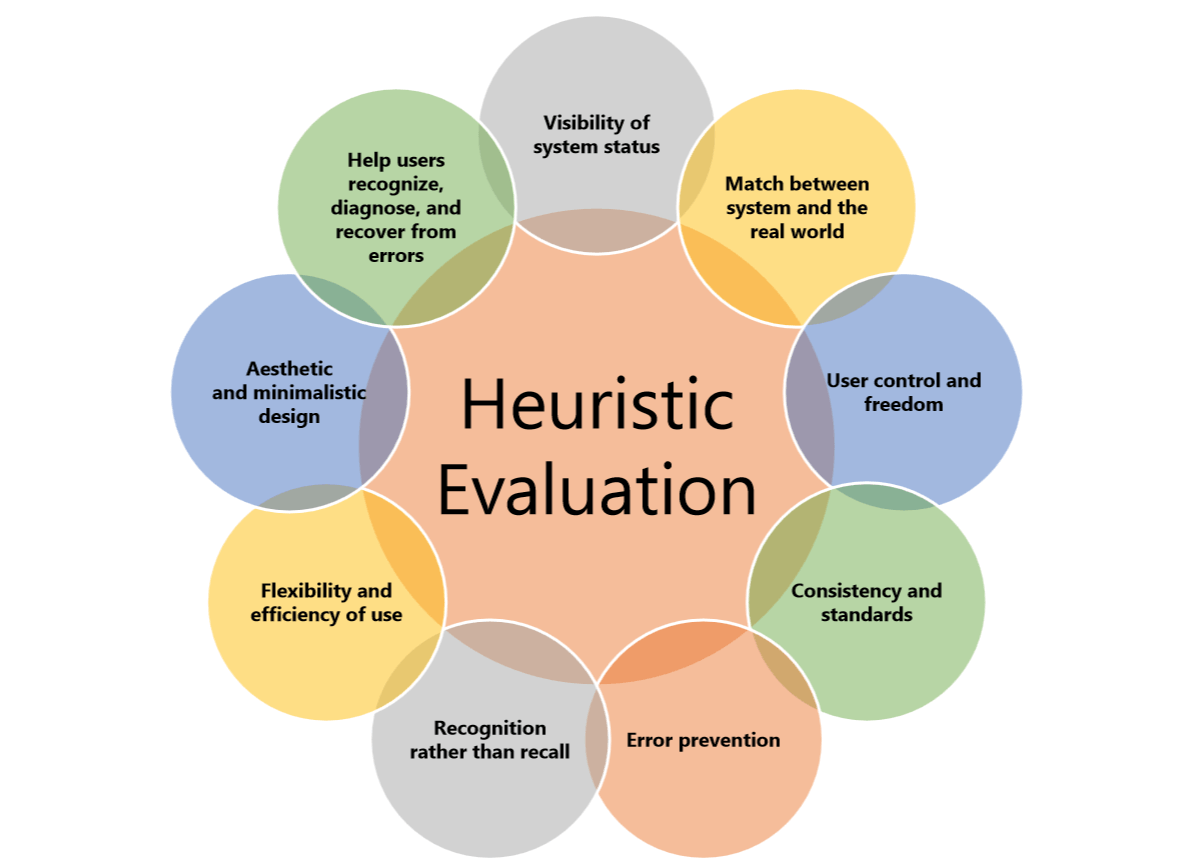 Visibility of
system status
Match between
system and the
real world
User control and
freedom
Consistency and
standards
Error prevention
Recognition
rather than recall
Flexibility and
efficiency of use
Aesthetic
and minimalistic
design
Help users
recognize,
diagnose, and
recover from
errors
Heuristic
Evaluation